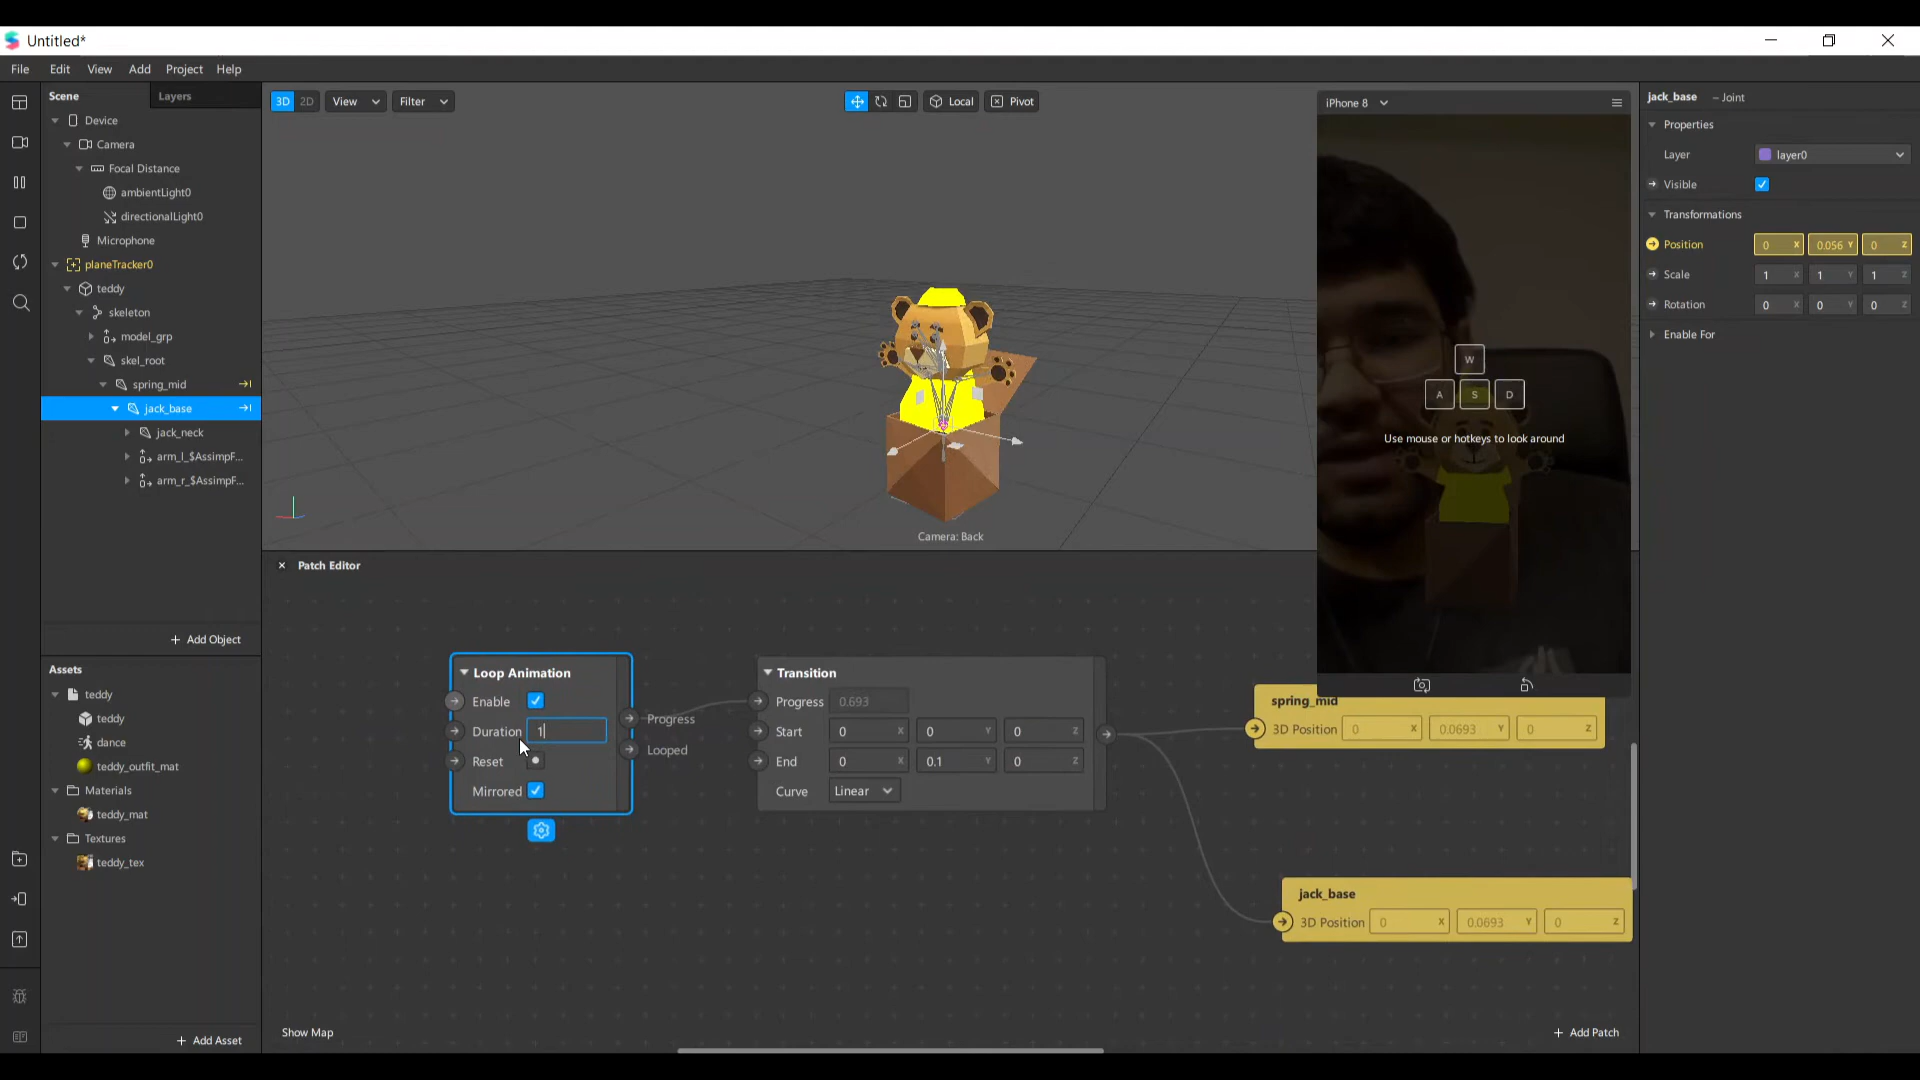 Untitled*
File Edit View Add Project Help
Scene Layers
Device
Camera
Focal Distance
ambientLight0
directionalLight0
Microphone
planeTracker0
teddy
skeleton
model_grp
skel_root
spring_mid
jack_base
jack_neck
arm_l_$AssimpF...
arm_r_$AssimpF...
+ Add Object
Assets
teddy
teddy
dance
teddy_outfit_mat
Materials
teddy_mat
Textures
teddy_tex
+ Add Asset
3D 2D View Filter Local Pivot
Camera: Back
iPhone 8
W
A S D
Use mouse or hotkeys to look around
jack_base – Joint
Properties
Layer layer0
Visible
Transformations
Position 0 X 0.056 Y 0 Z
Scale 1 X 1 Y 1 Z
Rotation 0 X 0 Y 0 Z
Enable For
Patch Editor
Loop Animation
Enable
Duration 1
Reset
Mirrored
Progress
Looped
Transition
Progress 0.693
Start 0 X 0 Y 0 Z
End 0 X 0.1 Y 0 Z
Curve Linear
spring_mid
3D Position 0 X 0.0693 Y 0 Z
jack_base
3D Position 0 X 0.0693 Y 0 Z
Show Map
+ Add Patch